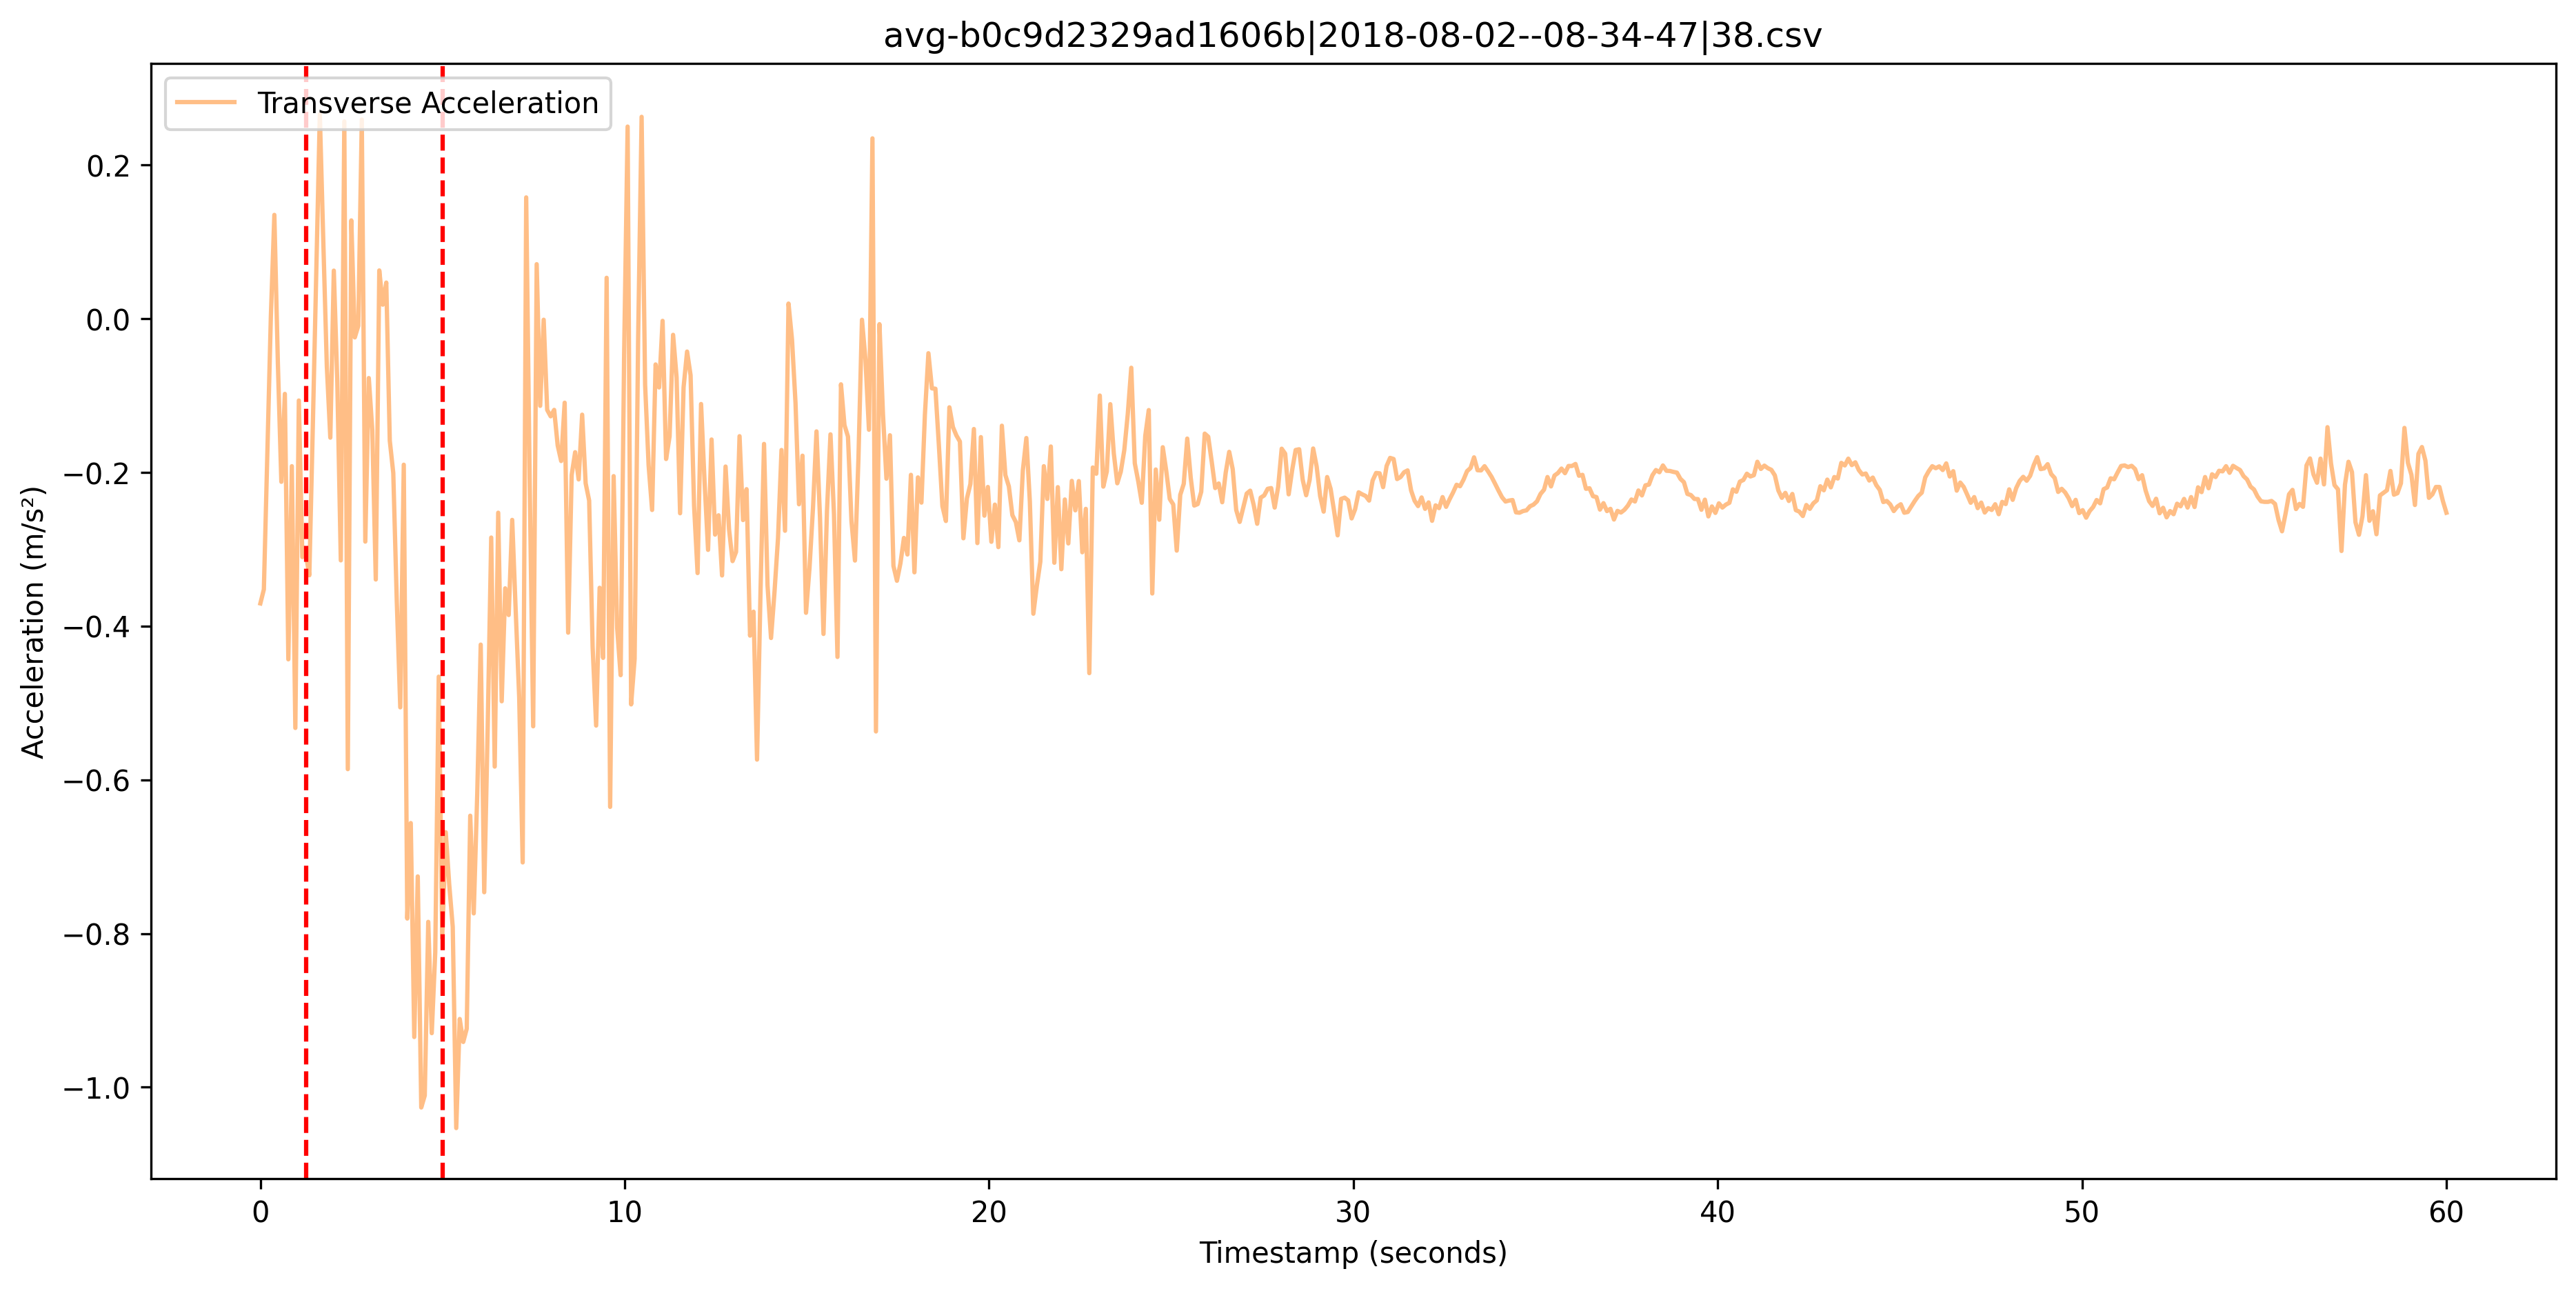 avg-b0c9d2329ad1606b|2018-08-02--08-34-47|38.csv
Transverse Acceleration
Acceleration (m/s²)
0.2
0.0
−0.2
−0.4
−0.6
−0.8
−1.0
0 10 20 30 40 50 60
Timestamp (seconds)